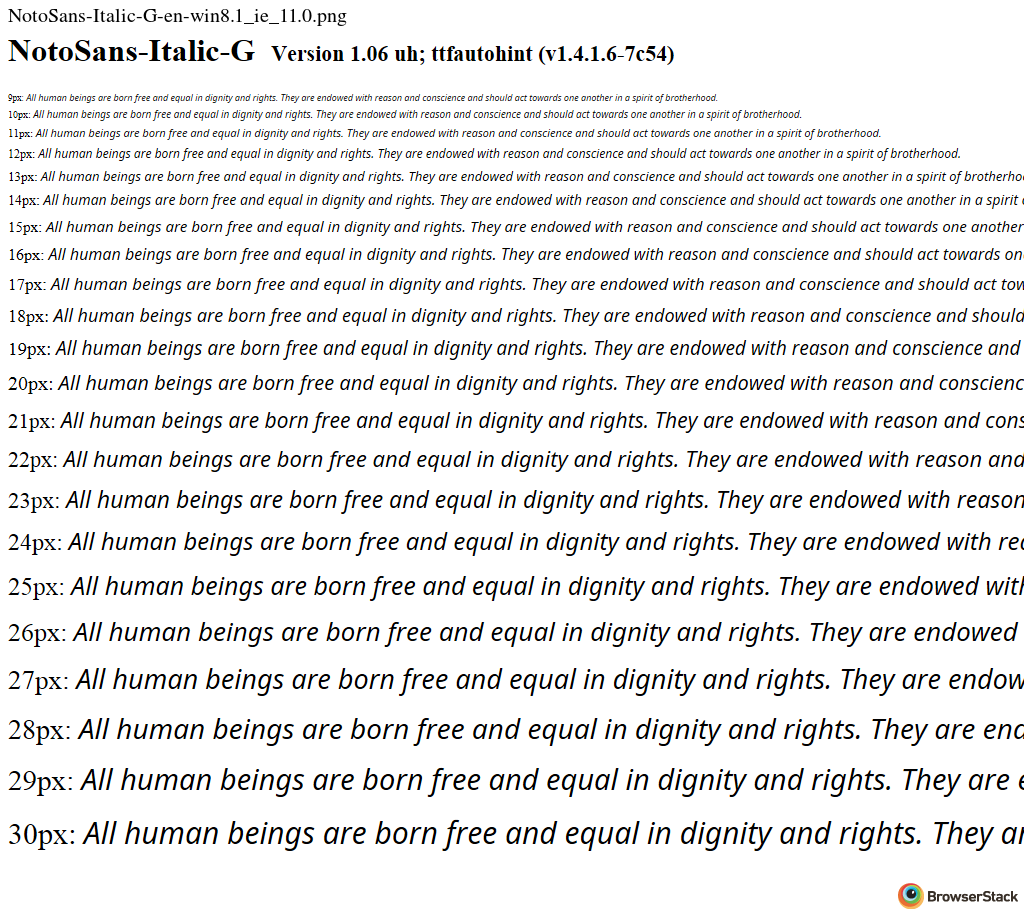 NotoSans-Italic-G-en-win8.1_ie_11.0.png
NotoSans-Italic-G Version 1.06 uh; ttfautohint (v1.4.1.6-7c54)
9px: All human beings are born free and equal in dignity and rights. They are endowed with reason and conscience and should act towards one another in a spirit of brotherhood.
10px: All human beings are born free and equal in dignity and rights. They are endowed with reason and conscience and should act towards one another in a spirit of brotherhood.
11px: All human beings are born free and equal in dignity and rights. They are endowed with reason and conscience and should act towards one another in a spirit of brotherhood.
12px: All human beings are born free and equal in dignity and rights. They are endowed with reason and conscience and should act towards one another in a spirit of brotherhood.
13px: All human beings are born free and equal in dignity and rights. They are endowed with reason and conscience and should act towards one another in a spirit of brotherho
14px: All human beings are born free and equal in dignity and rights. They are endowed with reason and conscience and should act towards one another in a spirit
15px: All human beings are born free and equal in dignity and rights. They are endowed with reason and conscience and should act towards one another
16px: All human beings are born free and equal in dignity and rights. They are endowed with reason and conscience and should act towards on
17px: All human beings are born free and equal in dignity and rights. They are endowed with reason and conscience and should act tow
18px: All human beings are born free and equal in dignity and rights. They are endowed with reason and conscience and should
19px: All human beings are born free and equal in dignity and rights. They are endowed with reason and conscience and
20px: All human beings are born free and equal in dignity and rights. They are endowed with reason and conscienc
21px: All human beings are born free and equal in dignity and rights. They are endowed with reason and cons
22px: All human beings are born free and equal in dignity and rights. They are endowed with reason and
23px: All human beings are born free and equal in dignity and rights. They are endowed with reason
24px: All human beings are born free and equal in dignity and rights. They are endowed with rea
25px: All human beings are born free and equal in dignity and rights. They are endowed with
26px: All human beings are born free and equal in dignity and rights. They are endowed
27px: All human beings are born free and equal in dignity and rights. They are endow
28px: All human beings are born free and equal in dignity and rights. They are end
29px: All human beings are born free and equal in dignity and rights. They are e
30px: All human beings are born free and equal in dignity and rights. They ar
BrowserStack